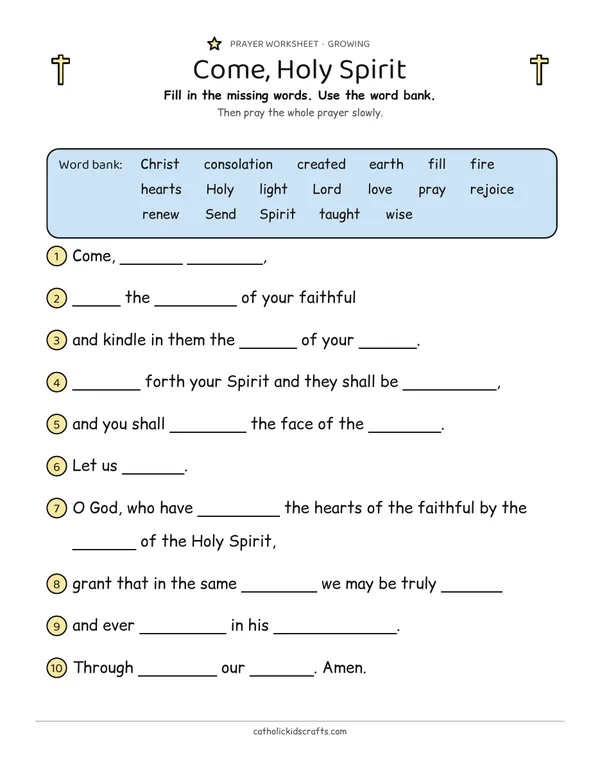 PRAYER WORKSHEET · GROWING
Come, Holy Spirit
Fill in the missing words. Use the word bank.
Then pray the whole prayer slowly.
Word bank: Christ consolation created earth fill fire
hearts Holy light Lord love pray rejoice
renew Send Spirit taught wise
1 Come, _______ ________,
2 _____ the _________ of your faithful
3 and kindle in them the ______ of your ______.
4 _______ forth your Spirit and they shall be __________,
5 and you shall ________ the face of the ________.
6 Let us _______.
7 O God, who have _________ the hearts of the faithful by the
_______ of the Holy Spirit,
8 grant that in the same ________ we may be truly _______
9 and ever _________ in his _____________.
10 Through ________ our _______. Amen.
catholickidscrafts.com